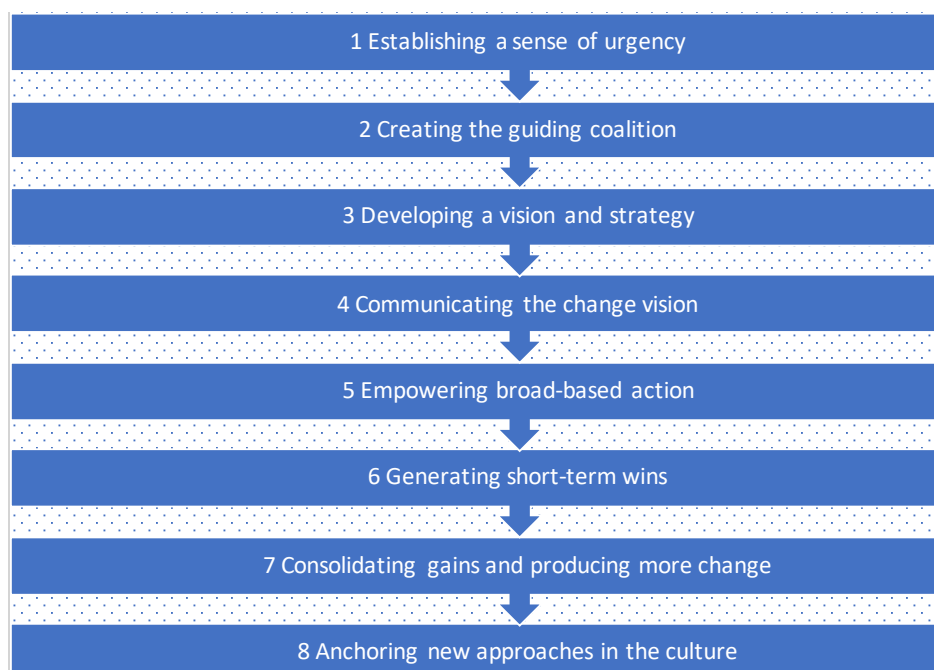 1 Establishing a sense of urgency
2 Creating the guiding coalition
3 Developing a vision and strategy
4 Communicating the change vision
5 Empowering broad-based action
6 Generating short-term wins
7 Consolidating gains and producing more change
8 Anchoring new approaches in the culture